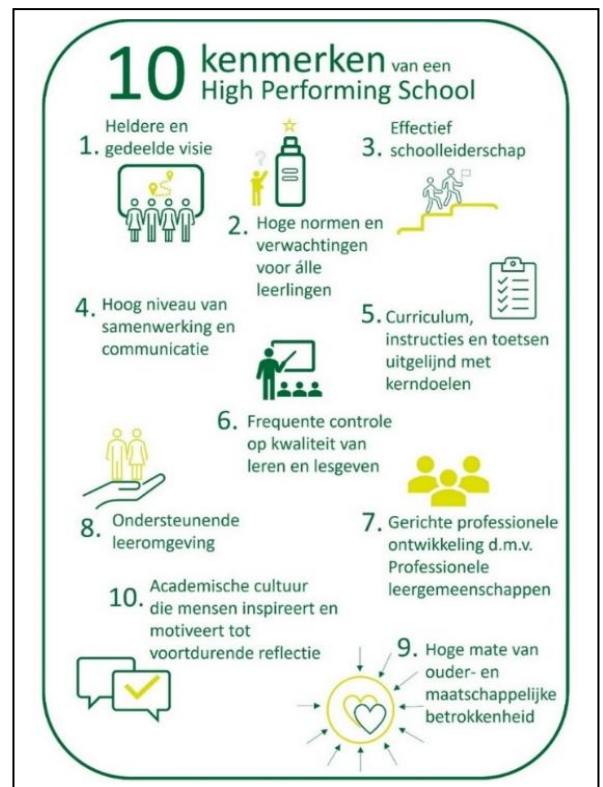 10 kenmerken van een
High Performing School
1. Heldere en
gedeelde visie
2. Hoge normen en
verwachtingen
voor álle
leerlingen
3. Effectief
schoolleiderschap
4. Hoog niveau van
samenwerking en
communicatie
5. Curriculum,
instructies en toetsen
uitgelijnd met
kerndoelen
6. Frequente controle
op kwaliteit van
leren en lesgeven
8. Ondersteunende
leeromgeving
7. Gerichte professionele
ontwikkeling d.m.v.
Professionele
leergemeenschappen
10. Academische cultuur
die mensen inspireert en
motiveert tot
voortdurende reflectie
9. Hoge mate van
ouder- en
maatschappelijke
betrokkenheid